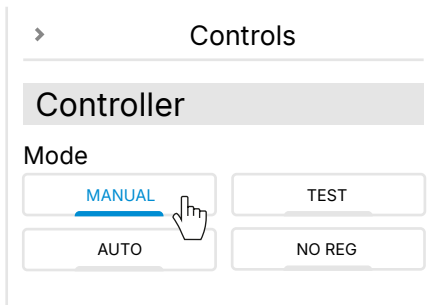 Controls
Controller
Mode
MANUAL TEST
AUTO NO REG